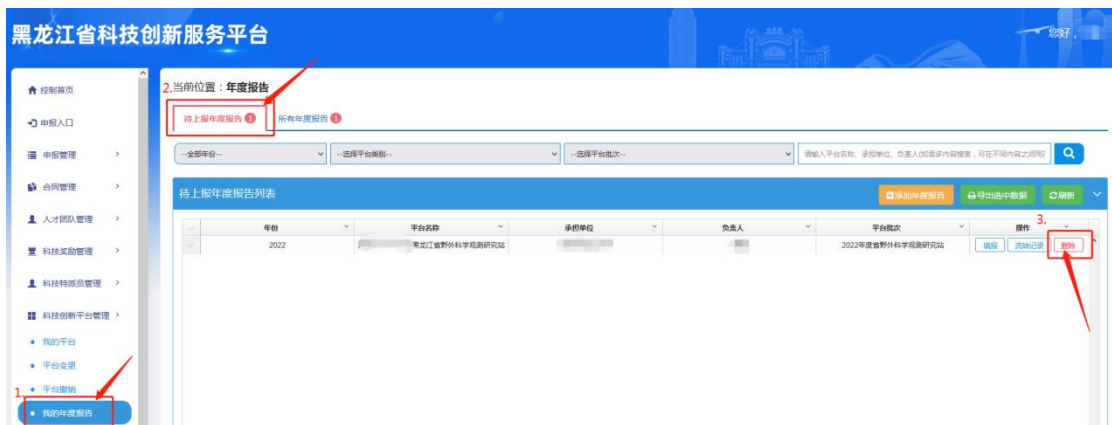 黑龙江省科技创新服务平台
您好，
控制首页
申报入口
申报管理
合同管理
人才团队管理
科技奖励管理
科技特派员管理
科技创新平台管理
我的平台
平台变更
平台撤销
1.
我的年度报告
2.当前位置：年度报告
待上报年度报告 1 所有年度报告 1
--全部年份-- --选择平台类别-- --选择平台批次-- 请输入平台名称、承担单位、负责人(如需多内容搜索，可在不同内容之间用
待上报年度报告列表 添加年度报告 导出选中数据 刷新
3.
年份 平台名称 承担单位 负责人 平台批次 操作
2022 黑龙江省野外科学观测研究站 2022年度省野外科学观测研究站 填报 流转记录 删除